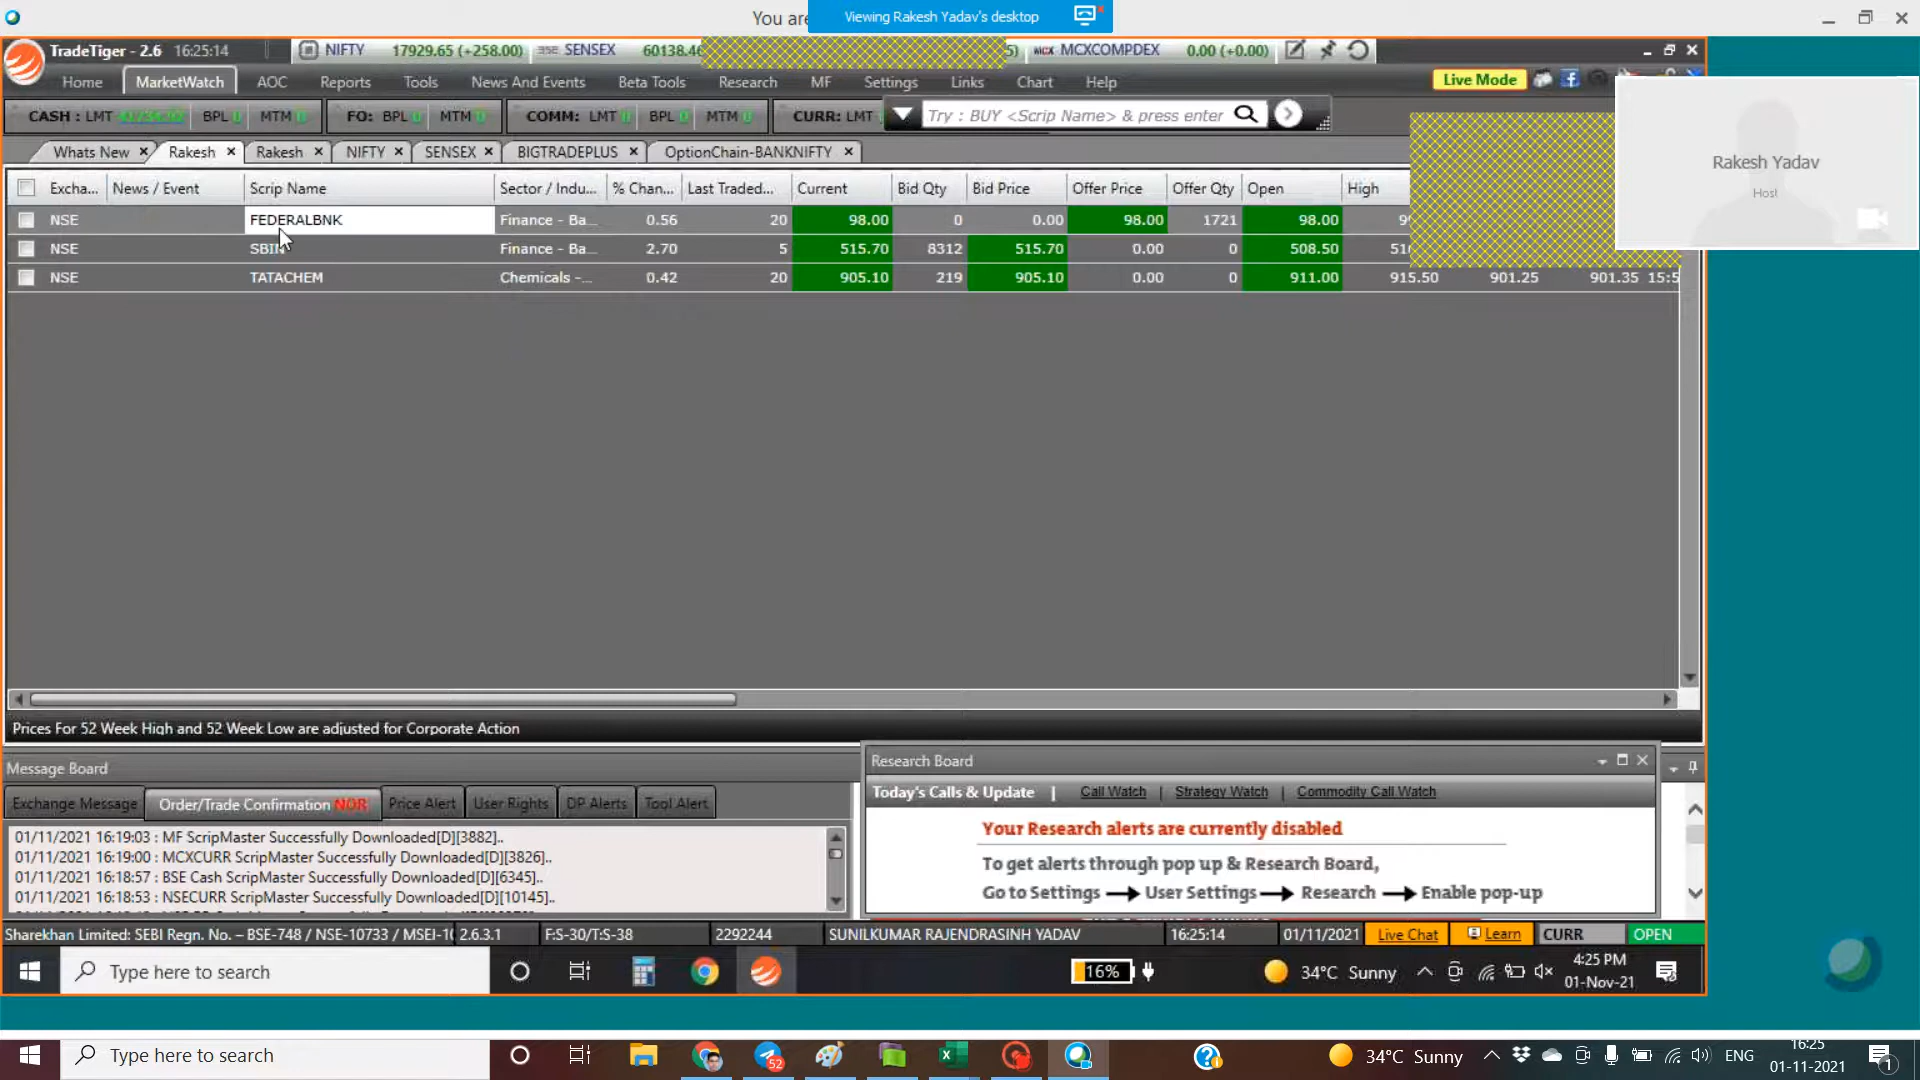 You are
Viewing Rakesh Yadav's desktop
TradeTiger - 2.6 16:25:14 NIFTY 17929.65 (+258.00) BSE SENSEX 60138.46 5) MCX MCXCOMPDEX 0.00 (+0.00)
Home MarketWatch AOC Reports Tools News And Events Beta Tools Research MF Settings Links Chart Help Live Mode
CASH : LMT BPL 0 MTM 0 FO: BPL 0 MTM 0 COMM: LMT 0 BPL 0 MTM 0 CURR: LMT Try : BUY <Scrip Name> & press enter
Rakesh Yadav
Host
Whats New Rakesh Rakesh NIFTY SENSEX BIGTRADEPLUS OptionChain-BANKNIFTY
Excha... News / Event Scrip Name Sector / Indu... % Chan... Last Traded... Current Bid Qty Bid Price Offer Price Offer Qty Open High
NSE FEDERALBNK Finance - Ba... 0.56 20 98.00 0 0.00 98.00 1721 98.00
NSE SBIN Finance - Ba... 2.70 5 515.70 8312 515.70 0.00 0 508.50
NSE TATACHEM Chemicals -... 0.42 20 905.10 219 905.10 0.00 0 911.00 915.50 901.25 901.35 15:5
Prices For 52 Week High and 52 Week Low are adjusted for Corporate Action
Message Board
Exchange Message Order/Trade Confirmation NOR Price Alert User Rights DP Alerts Tool Alert
01/11/2021 16:19:03 : MF ScripMaster Successfully Downloaded[D][3882]..
01/11/2021 16:19:00 : MCXCURR ScripMaster Successfully Downloaded[D][3826]..
01/11/2021 16:18:57 : BSE Cash ScripMaster Successfully Downloaded[D][6345]..
01/11/2021 16:18:53 : NSECURR ScripMaster Successfully Downloaded[D][10145]..
Research Board
Today's Calls & Update | Call Watch | Strategy Watch | Commodity Call Watch
Your Research alerts are currently disabled
To get alerts through pop up & Research Board,
Go to Settings User Settings Research Enable pop-up
Sharekhan Limited: SEBI Regn. No. – BSE-748 / NSE-10733 / MSEI-10 2.6.3.1 F:S-30/T:S-38 2292244 SUNILKUMAR RAJENDRASINH YADAV 16:25:14 01/11/2021 Live Chat Learn CURR OPEN
Type here to search 16% 34°C Sunny 4:25 PM
01-Nov-21
Type here to search 52 34°C Sunny ENG 16:25
01-11-2021 1